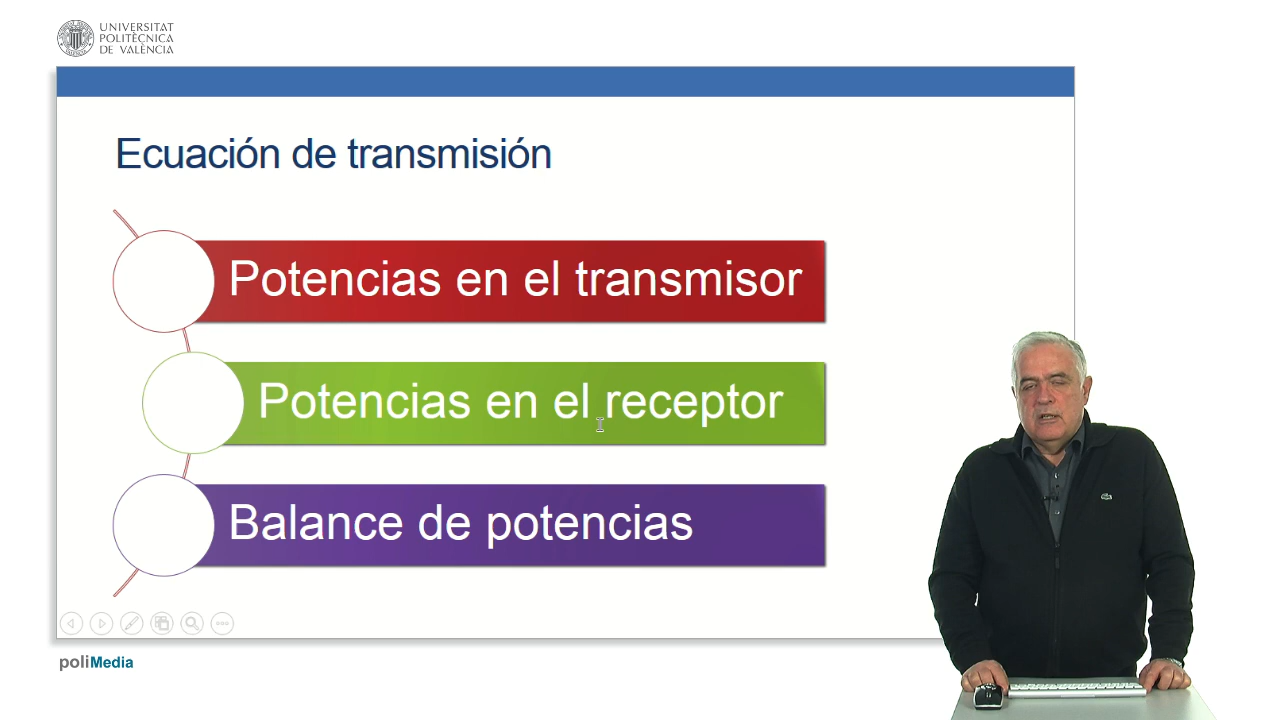 UNIVERSITAT
POLITÈCNICA
DE VALÈNCIA
Ecuación de transmisión
Potencias en el transmisor
Potencias en el receptor
Balance de potencias
poliMedia